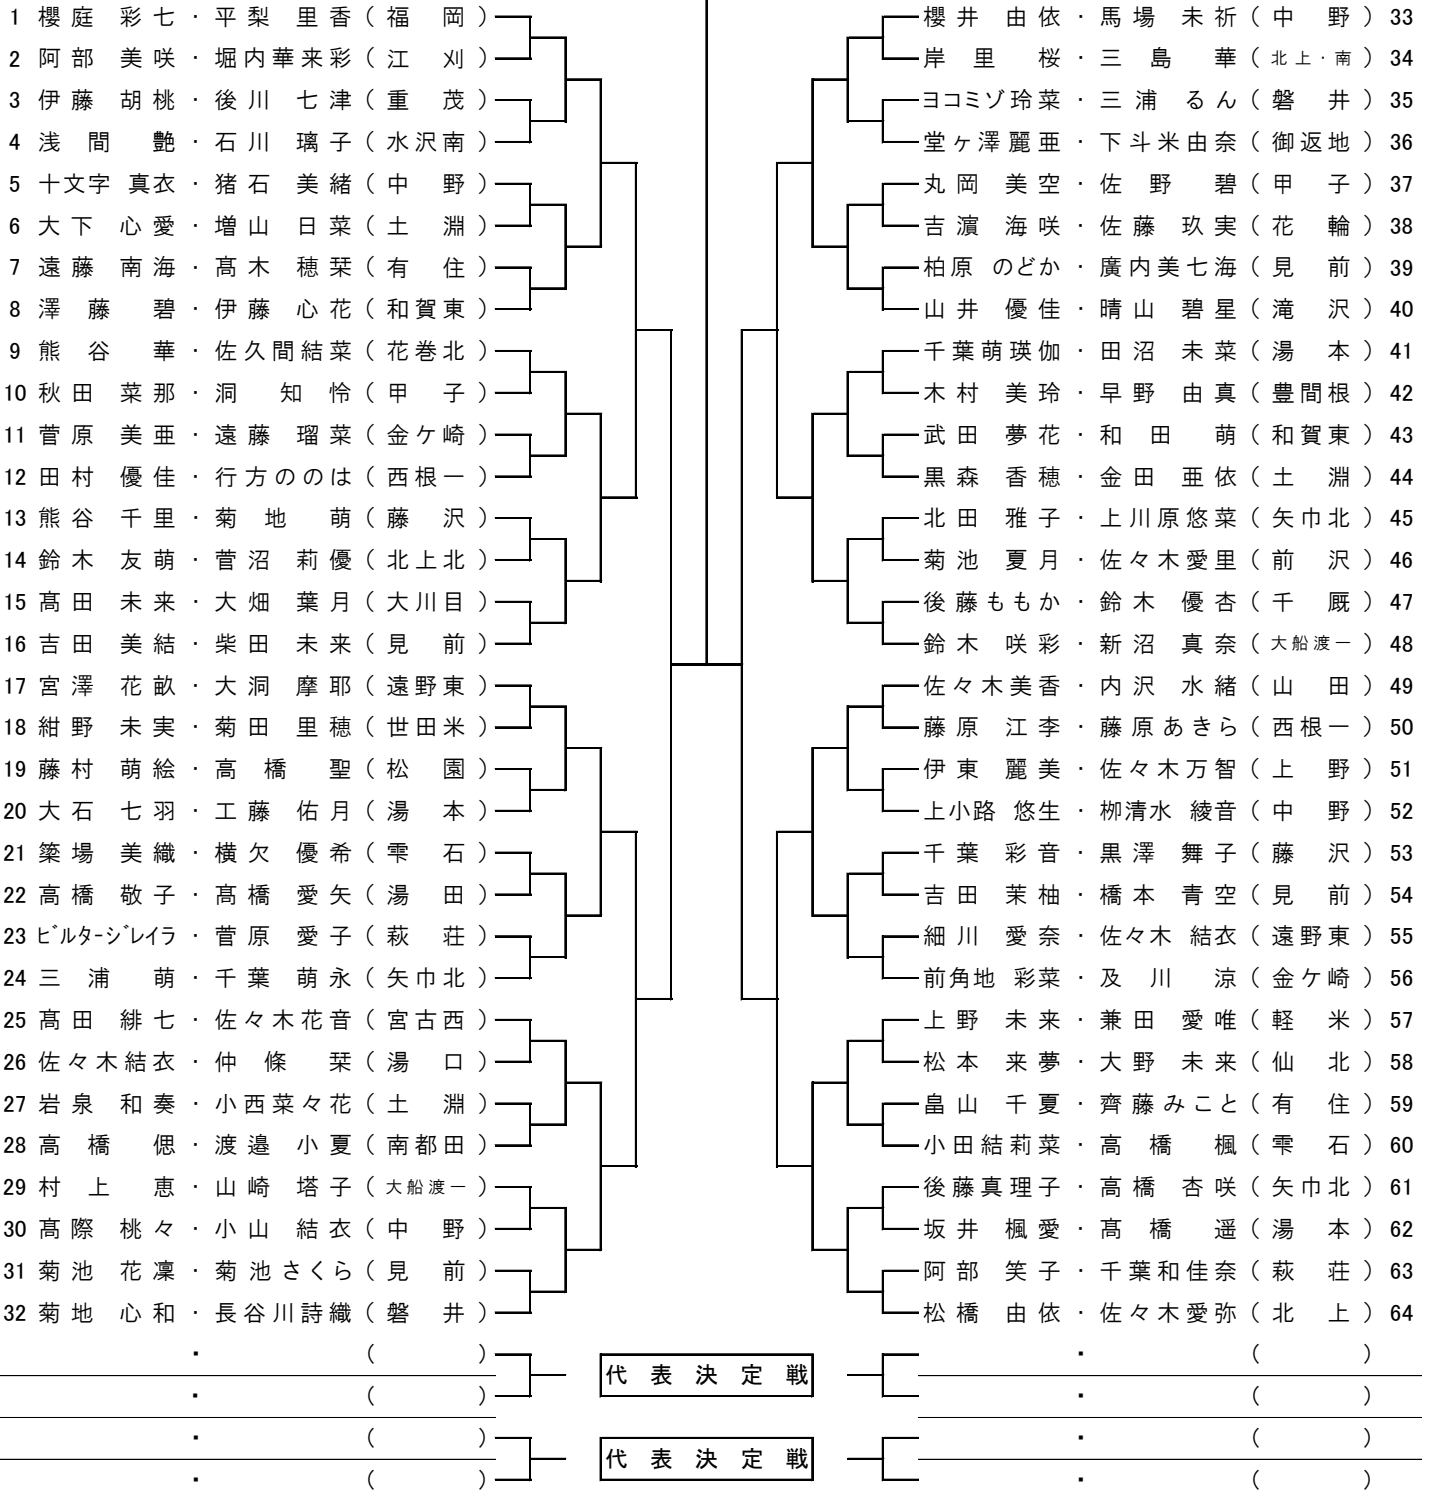 1 櫻庭 彩七・平梨 里香(福 岡)
2 阿部 美咲・堀内華来彩(江 刈)
3 伊藤 胡桃・後川 七津(重 茂)
4 浅間 艶・石川 璃子(水沢南)
5 十文字 真衣・猪石 美緒(中 野)
6 大下 心愛・増山 日菜(土 淵)
7 遠藤 南海・髙木 穂栞(有 住)
8 澤藤 碧・伊藤 心花(和賀東)
9 熊谷 華・佐久間結菜(花巻北)
10 秋田 菜那・洞 知怜(甲 子)
11 菅原 美亜・遠藤 瑠菜(金ケ崎)
12 田村 優佳・行方ののは(西根一)
13 熊谷 千里・菊地 萌(藤 沢)
14 鈴木 友萌・菅沼 莉優(北上北)
15 髙田 未来・大畑 葉月(大川目)
16 吉田 美結・柴田 未来(見 前)
17 宮澤 花畝・大洞 摩耶(遠野東)
18 紺野 未実・菊田 里穂(世田米)
19 藤村 萌絵・高橋 聖(松 園)
20 大石 七羽・工藤 佑月(湯 本)
21 簗場 美織・横欠 優希(雫 石)
22 高橋 敬子・髙橋 愛矢(湯 田)
23 ビルタージレイラ・菅原 愛子(萩 荘)
24 三浦 萌・千葉 萌永(矢巾北)
25 髙田 緋七・佐々木花音(宮古西)
26 佐々木結衣・仲條 栞(湯 口)
27 岩泉 和奏・小西菜々花(土 淵)
28 高橋 偲・渡邉 小夏(南都田)
29 村上 恵・山崎 塔子(大船渡一)
30 髙際 桃々・小山 結衣(中 野)
31 菊池 花凜・菊池さくら(見 前)
32 菊地 心和・長谷川詩織(磐 井)
・ ( )
・ ( )
・ ( )
・ ( )
代 表 決 定 戦
代 表 決 定 戦
櫻井 由依・馬場 未祈(中 野)33
岸里 桜・三島 華(北上・南)34
ヨコミゾ玲菜・三浦 るん(磐 井)35
堂ヶ澤麗亜・下斗米由奈(御返地)36
丸岡 美空・佐野 碧(甲 子)37
吉濵 海咲・佐藤 玖実(花 輪)38
柏原 のどか・廣内美七海(見 前)39
山井 優佳・晴山 碧星(滝 沢)40
千葉萌瑛伽・田沼 未菜(湯 本)41
木村 美玲・早野 由真(豊間根)42
武田 夢花・和田 萌(和賀東)43
黒森 香穂・金田 亜依(土 淵)44
北田 雅子・上川原悠菜(矢巾北)45
菊池 夏月・佐々木愛里(前 沢)46
後藤ももか・鈴木 優杏(千 厩)47
鈴木 咲彩・新沼 真奈(大船渡一)48
佐々木美香・内沢 水緒(山 田)49
藤原 江李・藤原あきら(西根一)50
伊東 麗美・佐々木万智(上 野)51
上小路 悠生・栁清水 綾音(中 野)52
千葉 彩音・黒澤 舞子(藤 沢)53
吉田 茉柚・橋本 青空(見 前)54
細川 愛奈・佐々木 結衣(遠野東)55
前角地 彩菜・及川 涼(金ケ崎)56
上野 未来・兼田 愛唯(軽 米)57
松本 来夢・大野 未来(仙 北)58
畠山 千夏・齊藤みこと(有 住)59
小田結莉菜・高橋 楓(雫 石)60
後藤真理子・高橋 杏咲(矢巾北)61
坂井 楓愛・髙橋 遥(湯 本)62
阿部 笑子・千葉和佳奈(萩 荘)63
松橋 由依・佐々木愛弥(北 上)64
・ ( )
・ ( )
・ ( )
・ ( )